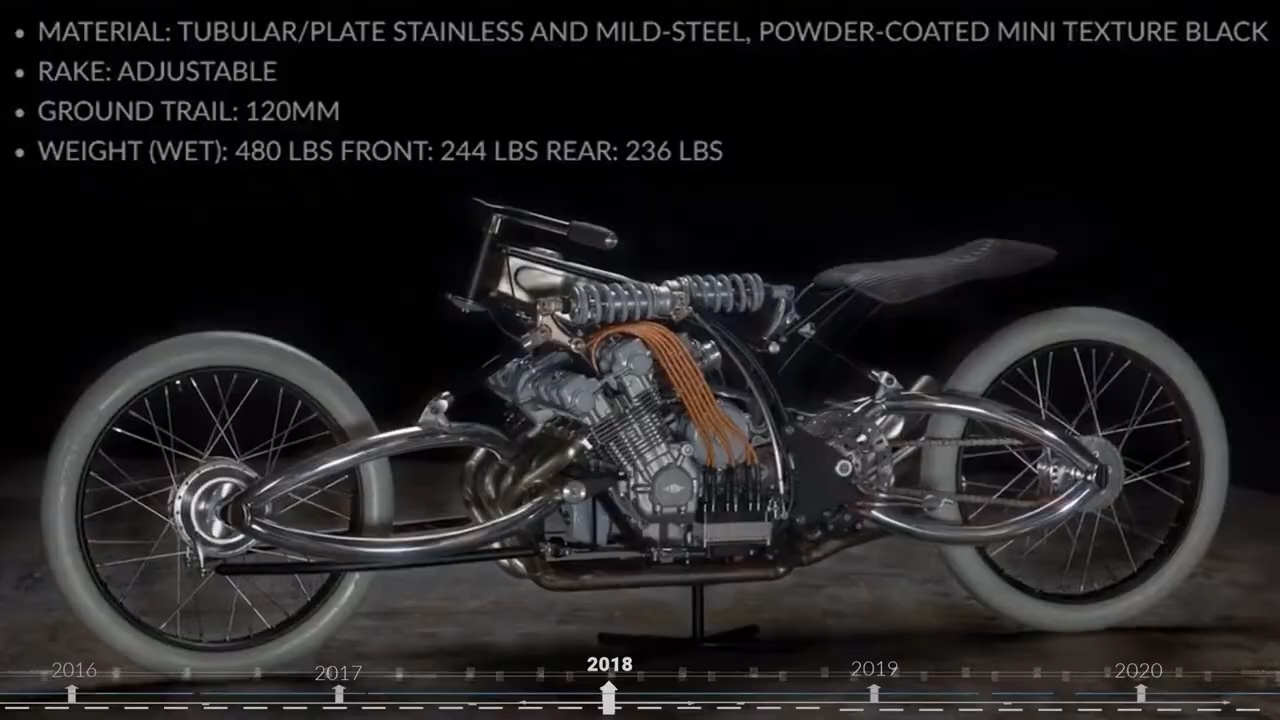 • MATERIAL: TUBULAR/PLATE STAINLESS AND MILD-STEEL, POWDER-COATED MINI TEXTURE BLACK
• RAKE: ADJUSTABLE
• GROUND TRAIL: 120MM
• WEIGHT (WET): 480 LBS FRONT: 244 LBS REAR: 236 LBS
2016 2017 2018 2019 2020